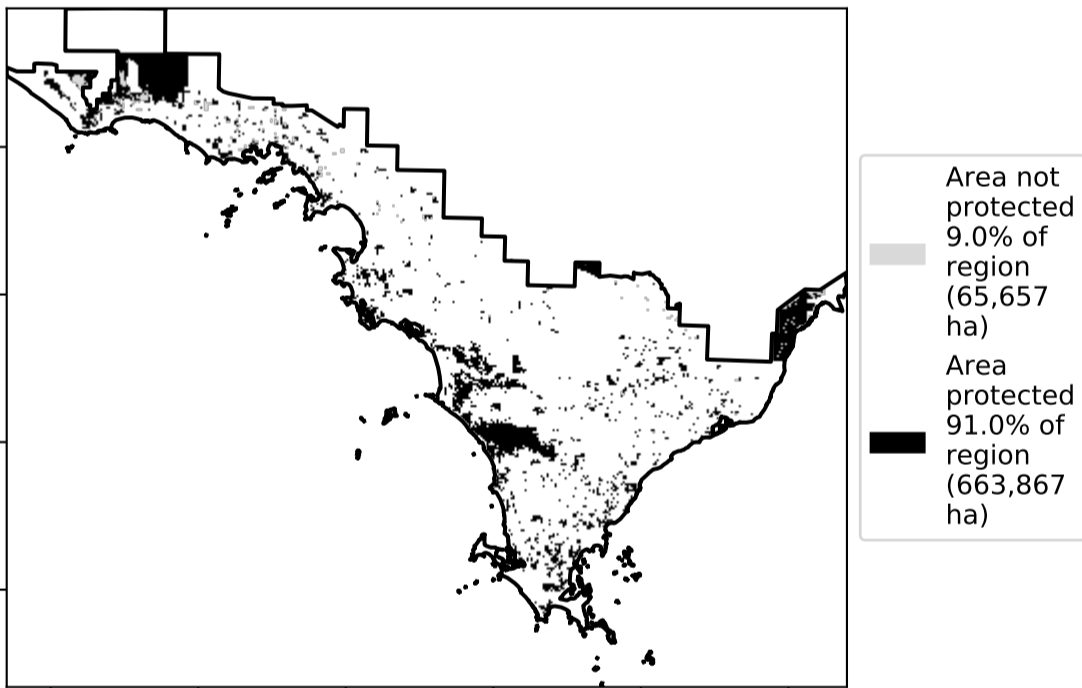 Area not
protected
9.0% of
region
(65,657
ha)
Area
protected
91.0% of
region
(663,867
ha)